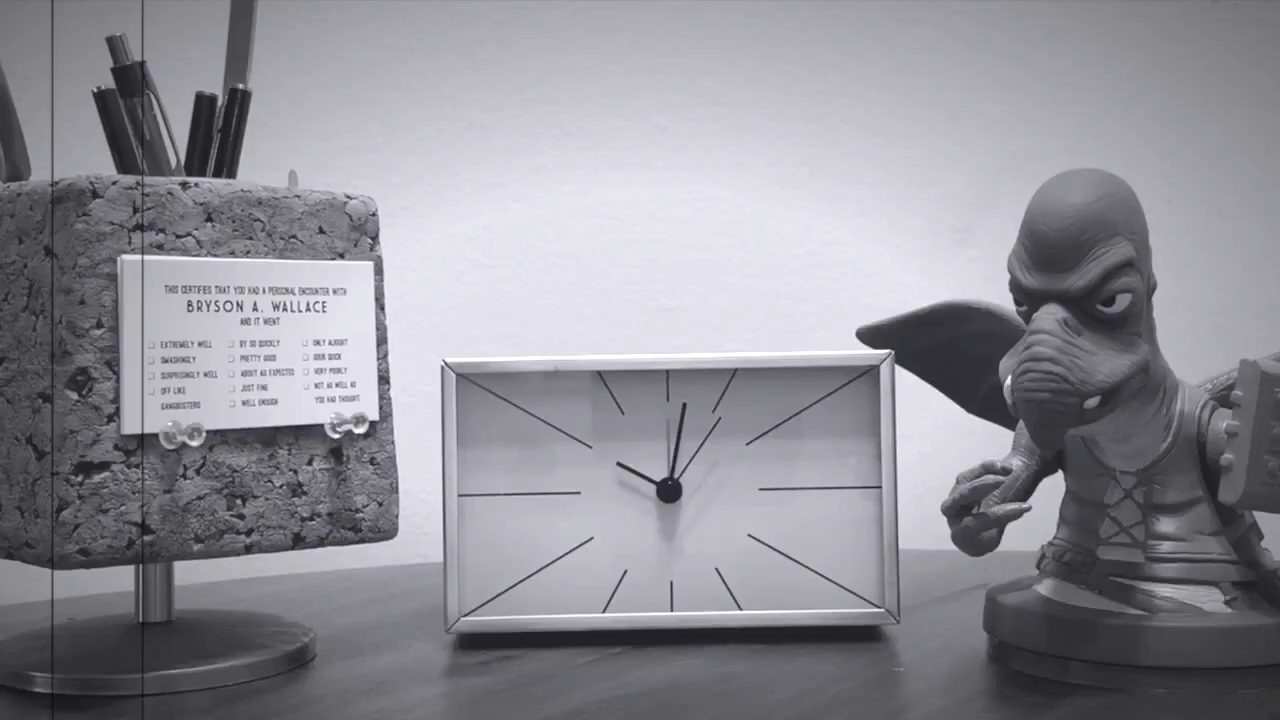 THIS CERTIFIES THAT YOU HAD A PERSONAL ENCOUNTER WITH
BRYSON A. WALLACE
AND IT WENT
EXTREMELY WELL
SMASHINGLY
SURPRISINGLY WELL
OFF LIKE
GANGBUSTERS
BY SO QUICKLY
PRETTY GOOD
ABOUT AS EXPECTED
JUST FINE
WELL ENOUGH
ONLY ALRIGHT
SOUR QUICK
VERY POORLY
NOT AS WELL AS
YOU HAD THOUGHT